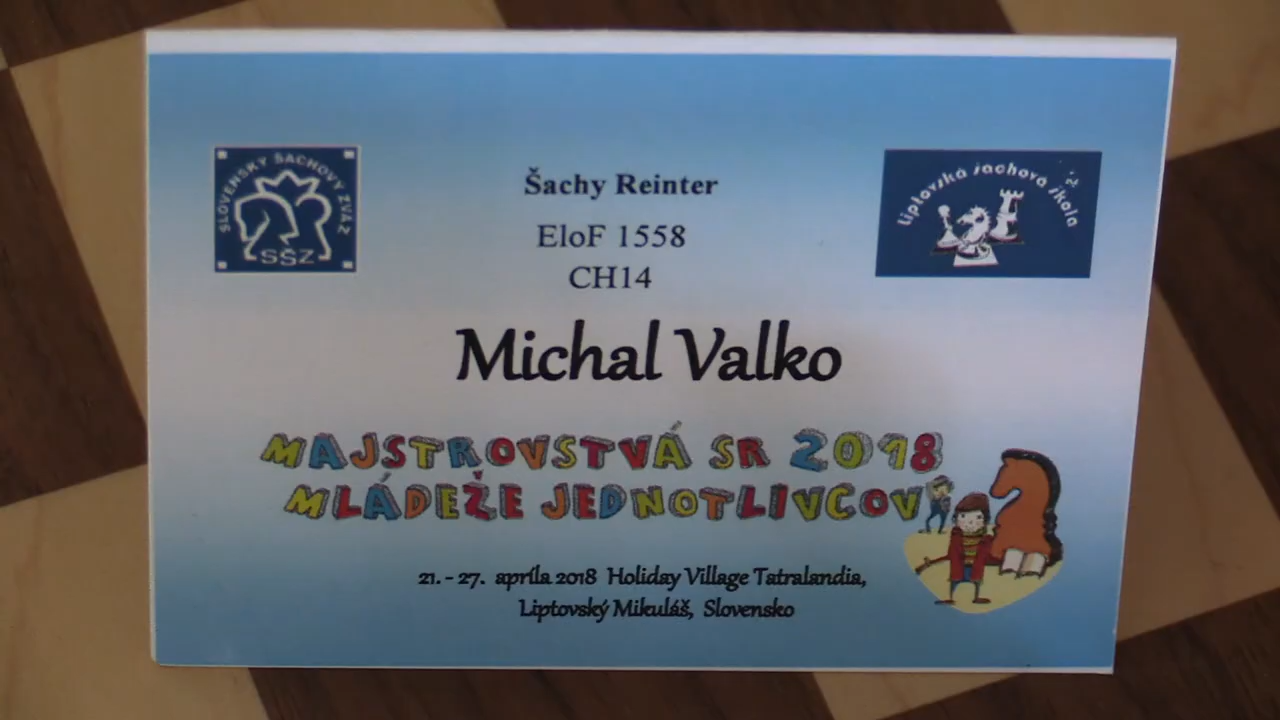 SLOVENSKÝ ŠACHOVÝ ZVÄZ
SŠZ
Šachy Reinter
EloF 1558
CH14
Liptovská šachová škola
Michal Valko
MAJSTROVSTVÁ SR 2018
MLÁDEŽE JEDNOTLIVCOV
21. - 27. apríla 2018 Holiday Village Tatralandia,
Liptovský Mikuláš, Slovensko